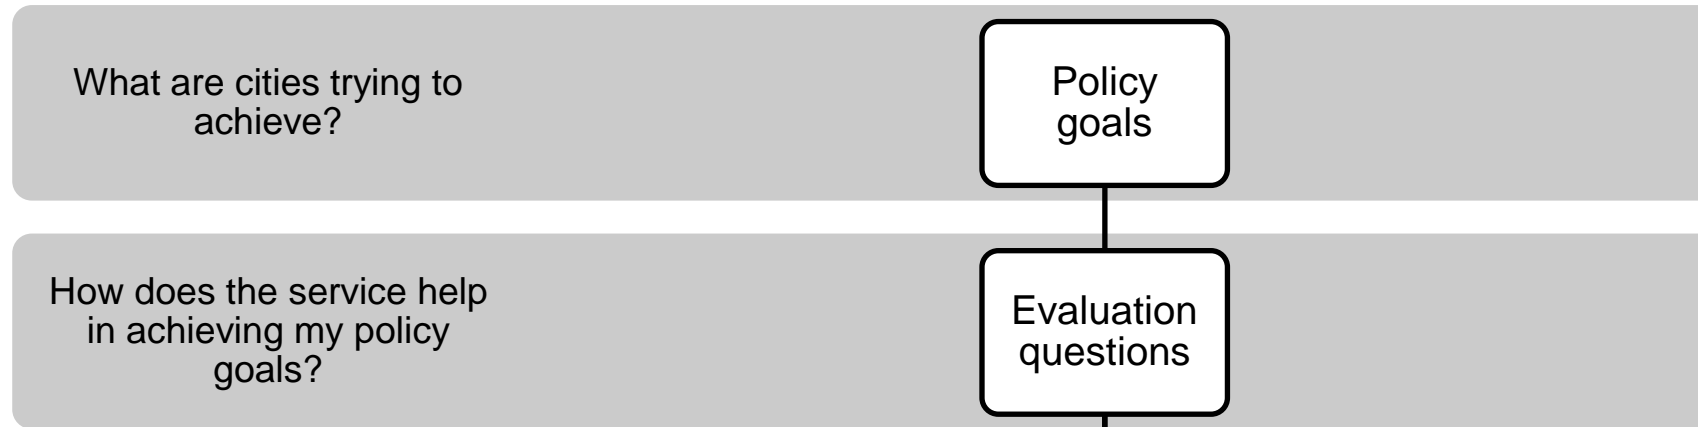 What are cities trying to
achieve?
Policy
goals
How does the service help
in achieving my policy
goals?
Evaluation
questions